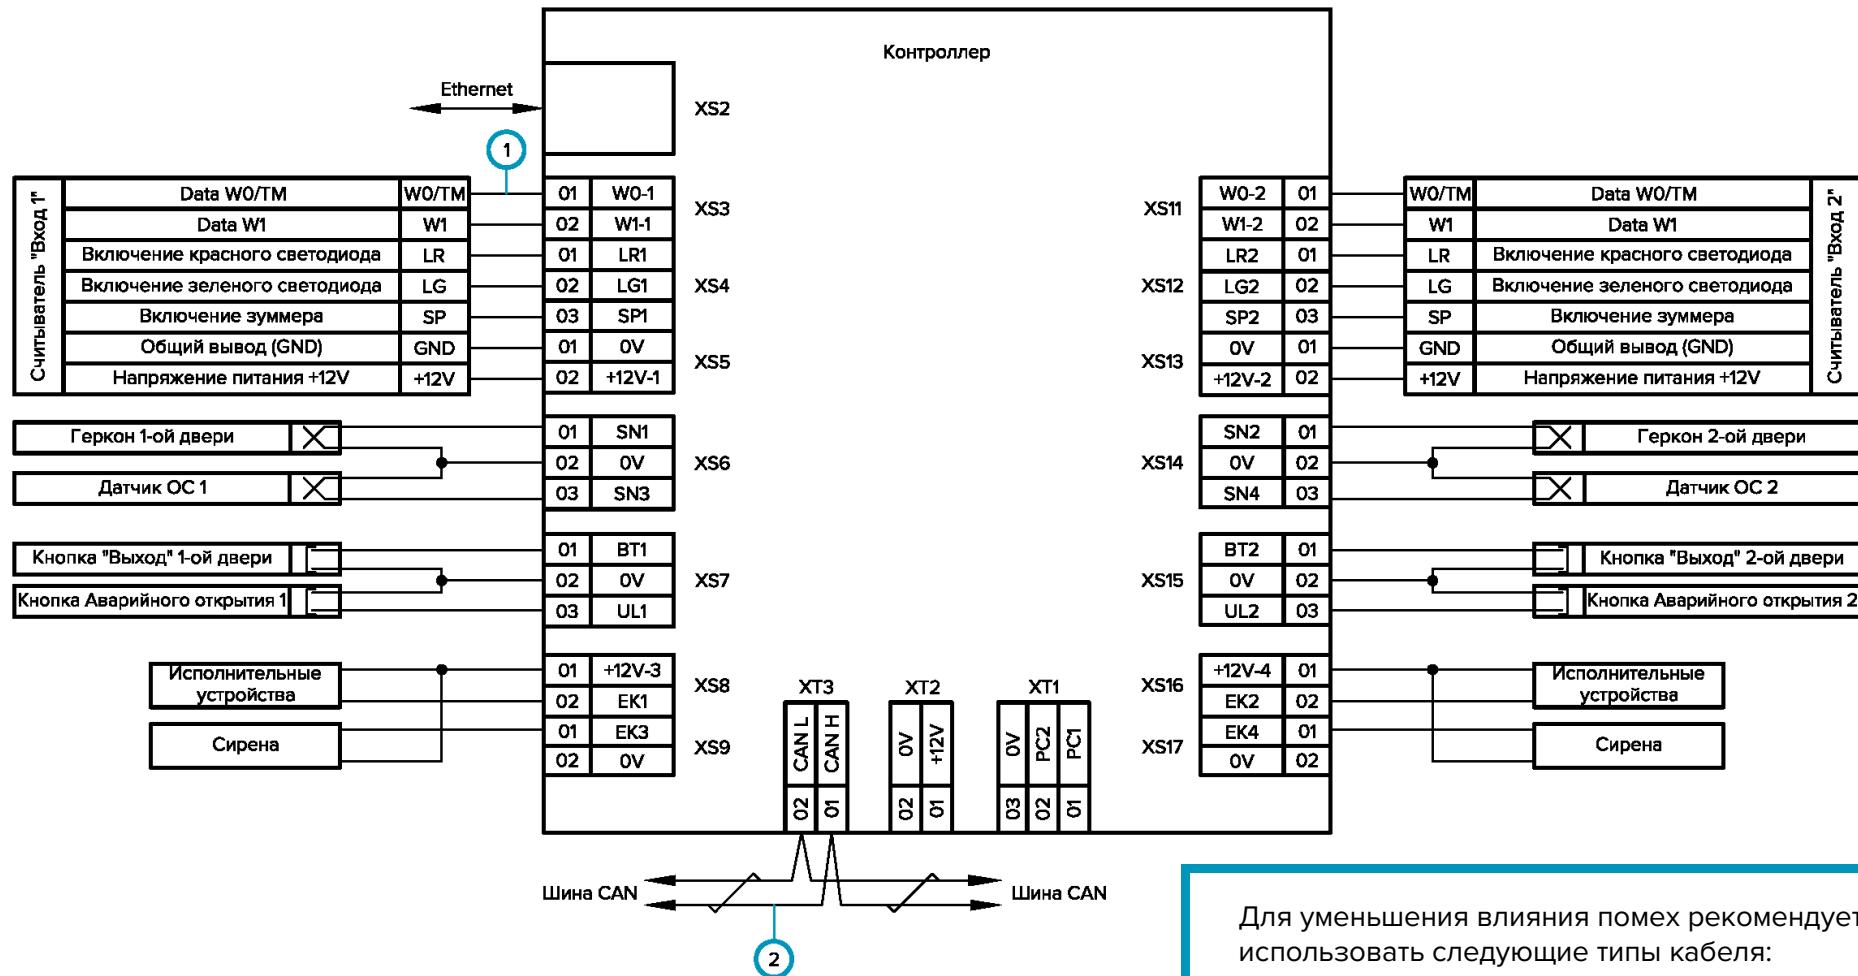 Контроллер
Ethernet
XS2
1
Считыватель "Вход 1"
Data W0/TM W0/TM 01 W0-1
Data W1 W1 02 W1-1
XS3
Включение красного светодиода LR 01 LR1
Включение зеленого светодиода LG 02 LG1
Включение зуммера SP 03 SP1
XS4
Общий вывод (GND) GND 01 0V
Напряжение питания +12V +12V 02 +12V-1
XS5
Геркон 1-ой двери
Датчик ОС 1
01 SN1
02 0V
03 SN3
XS6
Кнопка "Выход" 1-ой двери
Кнопка Аварийного открытия 1
01 BT1
02 0V
03 UL1
XS7
Исполнительные
устройства
Сирена
01 +12V-3
02 EK1
XS8
01 EK3
02 0V
XS9
XS11
W0-2 01 W0/TM Data W0/TM
W1-2 02 W1 Data W1
XS12
LR2 01 LR Включение красного светодиода
LG2 02 LG Включение зеленого светодиода
SP2 03 SP Включение зуммера
XS13
0V 01 GND Общий вывод (GND)
+12V-2 02 +12V Напряжение питания +12V
Считыватель "Вход 2"
XS14
SN2 01
0V 02
SN4 03
Геркон 2-ой двери
Датчик ОС 2
XS15
BT2 01
0V 02
UL2 03
Кнопка "Выход" 2-ой двери
Кнопка Аварийного открытия 2
XS16
+12V-4 01
EK2 02
XS17
EK4 01
0V 02
Исполнительные
устройства
Сирена
XT3
CAN L 02
CAN H 01
XT2
0V 02
+12V 01
XT1
0V 03
PC2 02
PC1 01
Шина CAN
Шина CAN
2
Для уменьшения влияния помех рекомендует
использовать следующие типы кабеля: